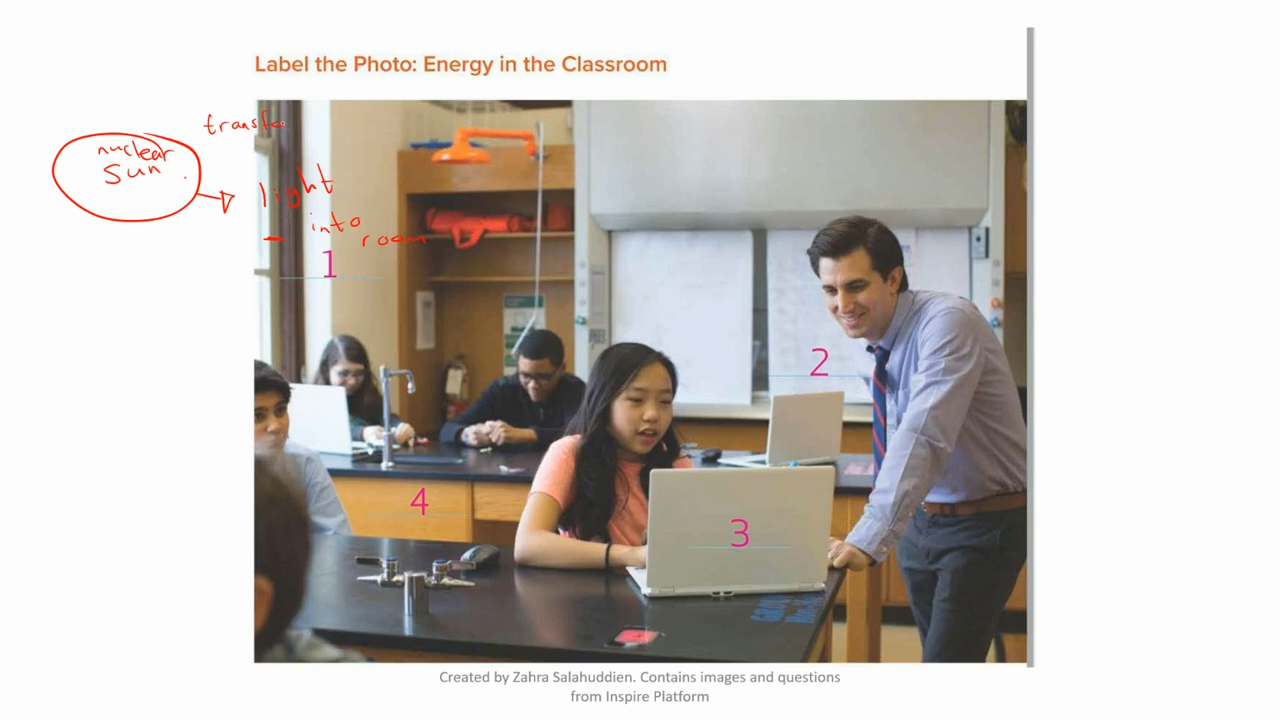 Label the Photo: Energy in the Classroom
transfe
nuclear
Sun
light
into
room
1
2
3
4
Created by Zahra Salahuddien. Contains images and questions
from Inspire Platform